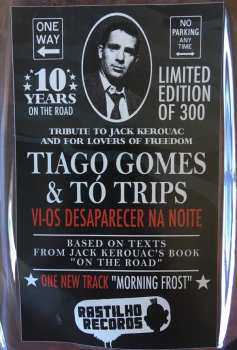 ONE
WAY
NO
PARKING
ANY
TIME
10
YEARS
ON THE ROAD
LIMITED
EDITION
OF 300
TRIBUTE TO JACK KEROUAC
AND FOR LOVERS OF FREEDOM
TIAGO GOMES
& TÓ TRIPS
VI-OS DESAPARECER NA NOITE
BASED ON TEXTS
FROM JACK KEROUAC'S BOOK
"ON THE ROAD"
ONE NEW TRACK "MORNING FROST"
RASTILHO
RECORDS